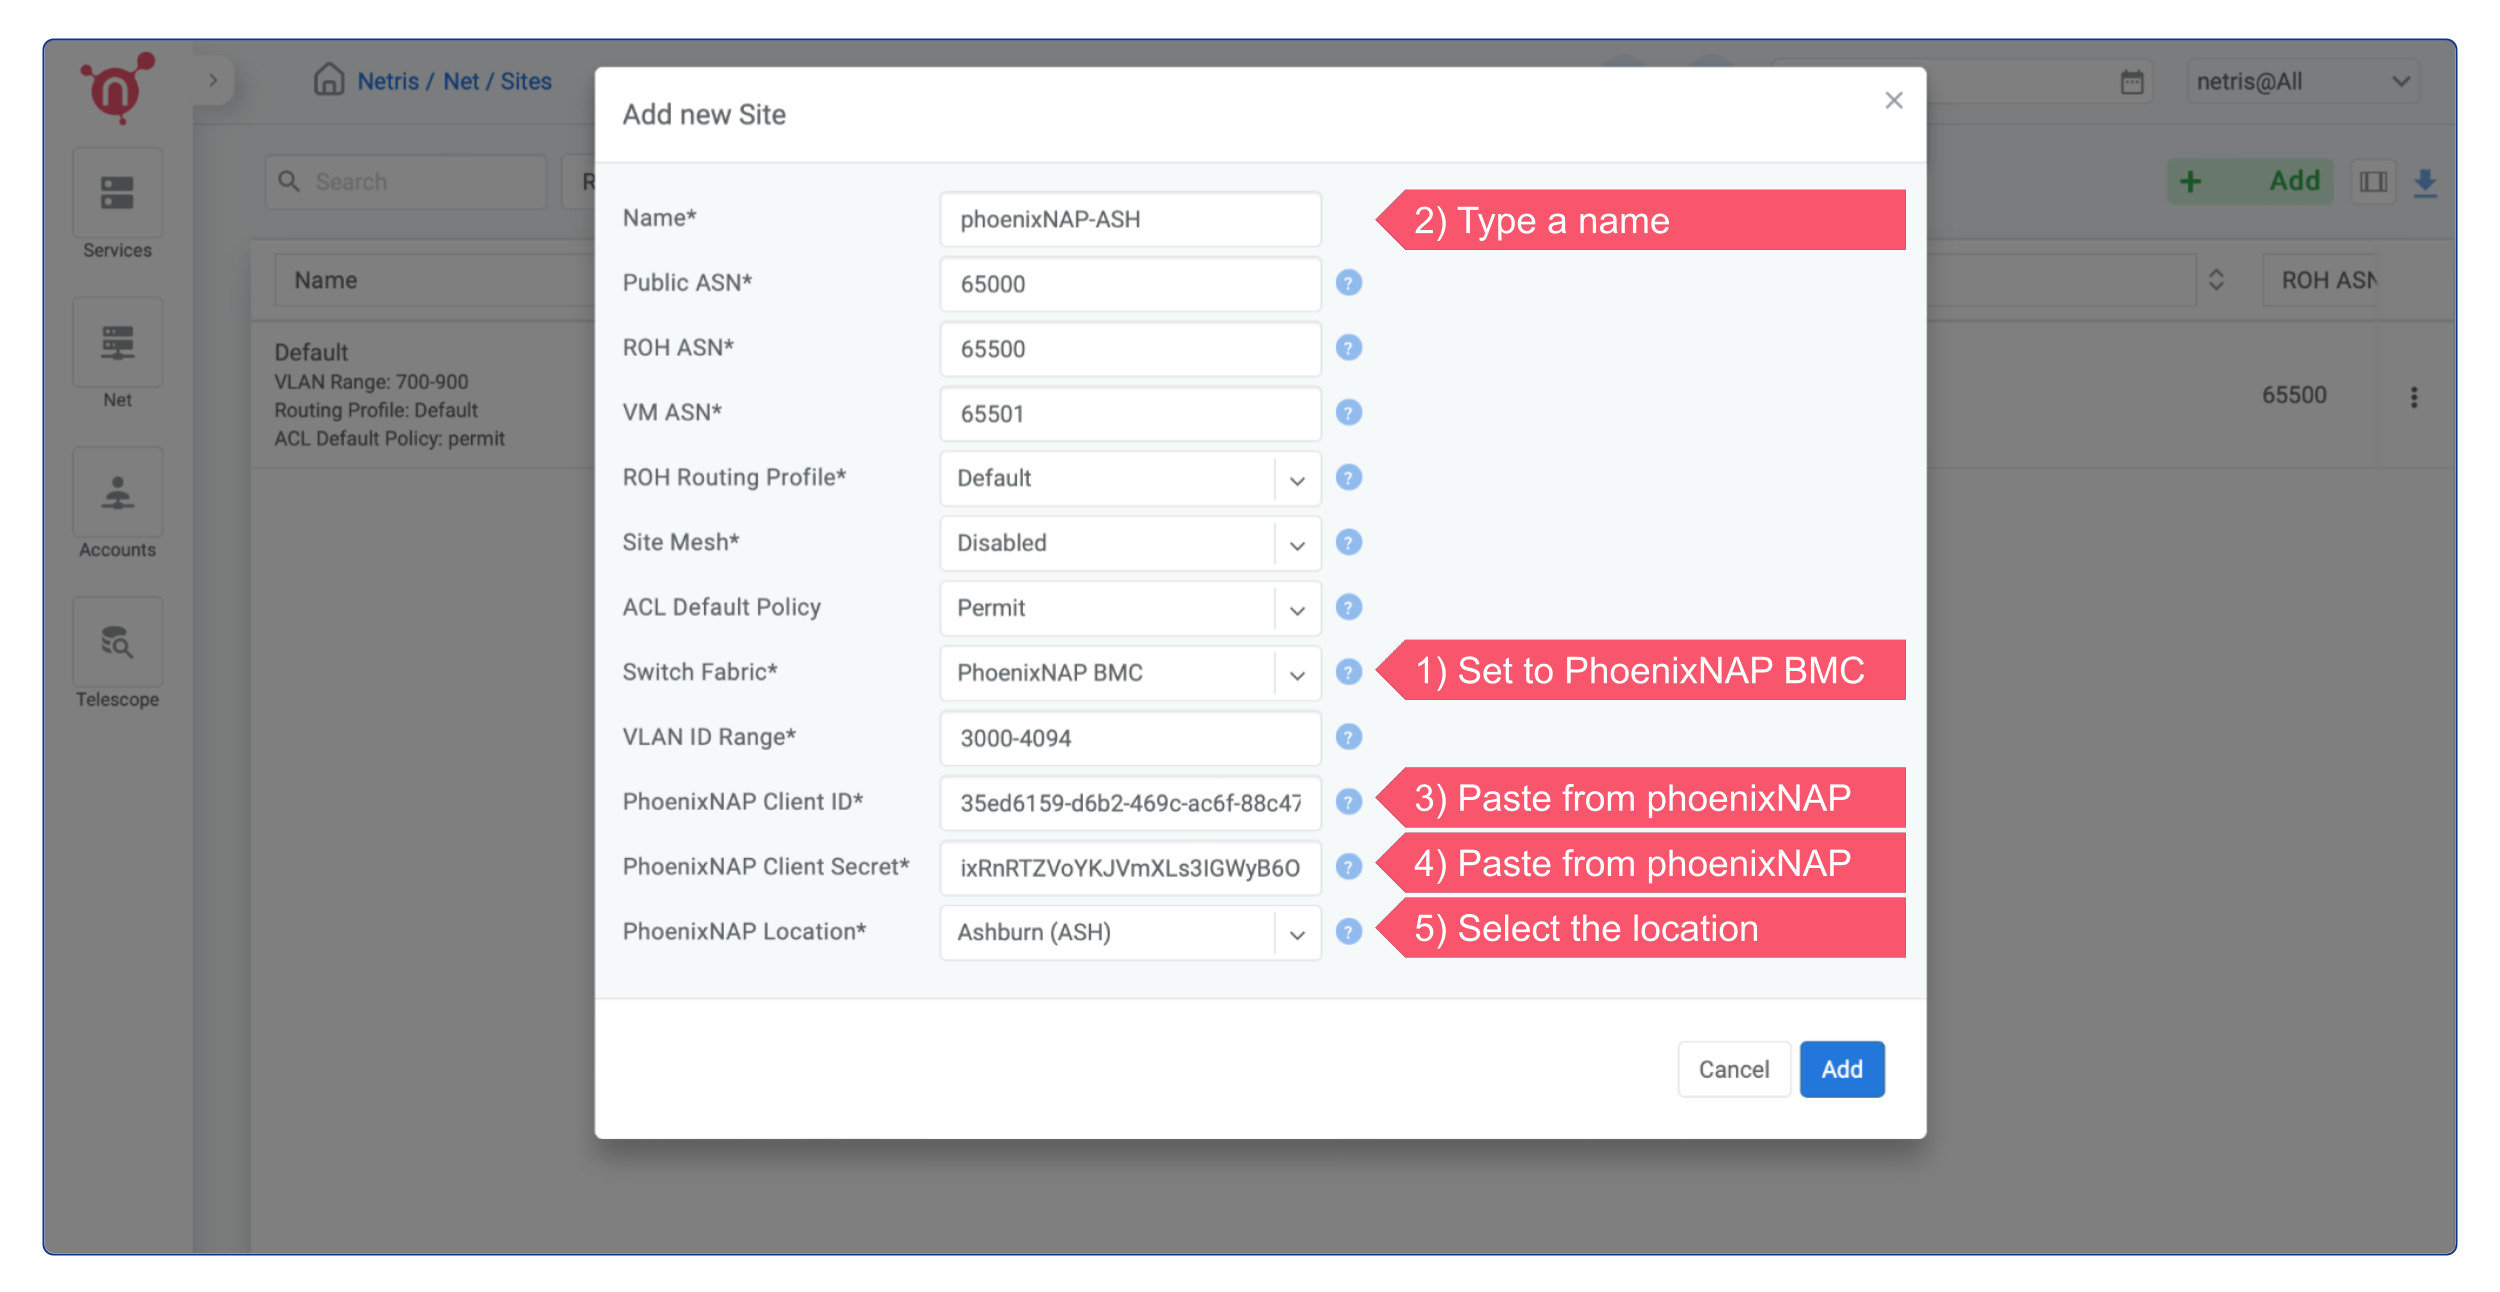 Netris / Net / Sites
netris@All
Services
Net
Accounts
Telescope
Search
Add
Name
ROH ASN
Default
VLAN Range: 700-900
Routing Profile: Default
ACL Default Policy: permit
65500
Add new Site
Name* phoenixNAP-ASH 2) Type a name
Public ASN* 65000 ?
ROH ASN* 65500 ?
VM ASN* 65501 ?
ROH Routing Profile* Default ?
Site Mesh* Disabled ?
ACL Default Policy Permit ?
Switch Fabric* PhoenixNAP BMC ? 1) Set to PhoenixNAP BMC
VLAN ID Range* 3000-4094 ?
PhoenixNAP Client ID* 35ed6159-d6b2-469c-ac6f-88c47 ? 3) Paste from phoenixNAP
PhoenixNAP Client Secret* ixRnRTZVoYKJVmXLs3IGWyB6O ? 4) Paste from phoenixNAP
PhoenixNAP Location* Ashburn (ASH) ? 5) Select the location
Cancel Add